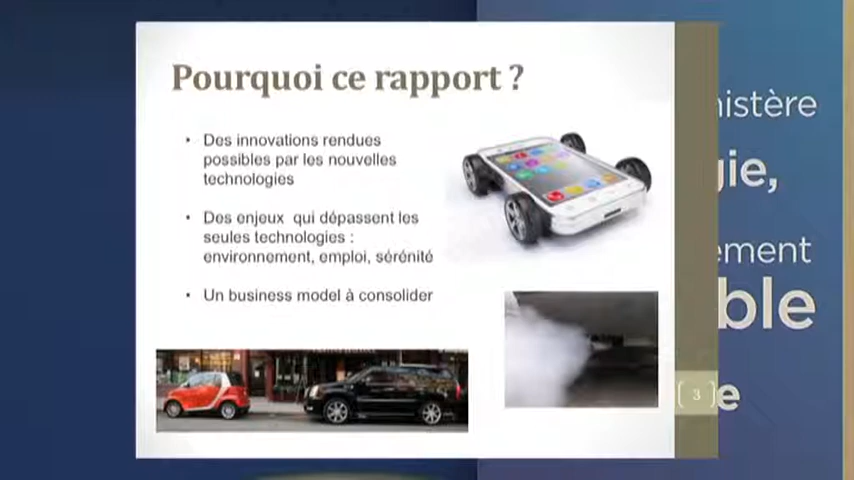 Pourquoi ce rapport ?
• Des innovations rendues
possibles par les nouvelles
technologies
• Des enjeux qui dépassent les
seules technologies :
environnement, emploi, sérénité
• Un business model à consolider
[ 3 ]
nistère
gie,
ement
ble
e